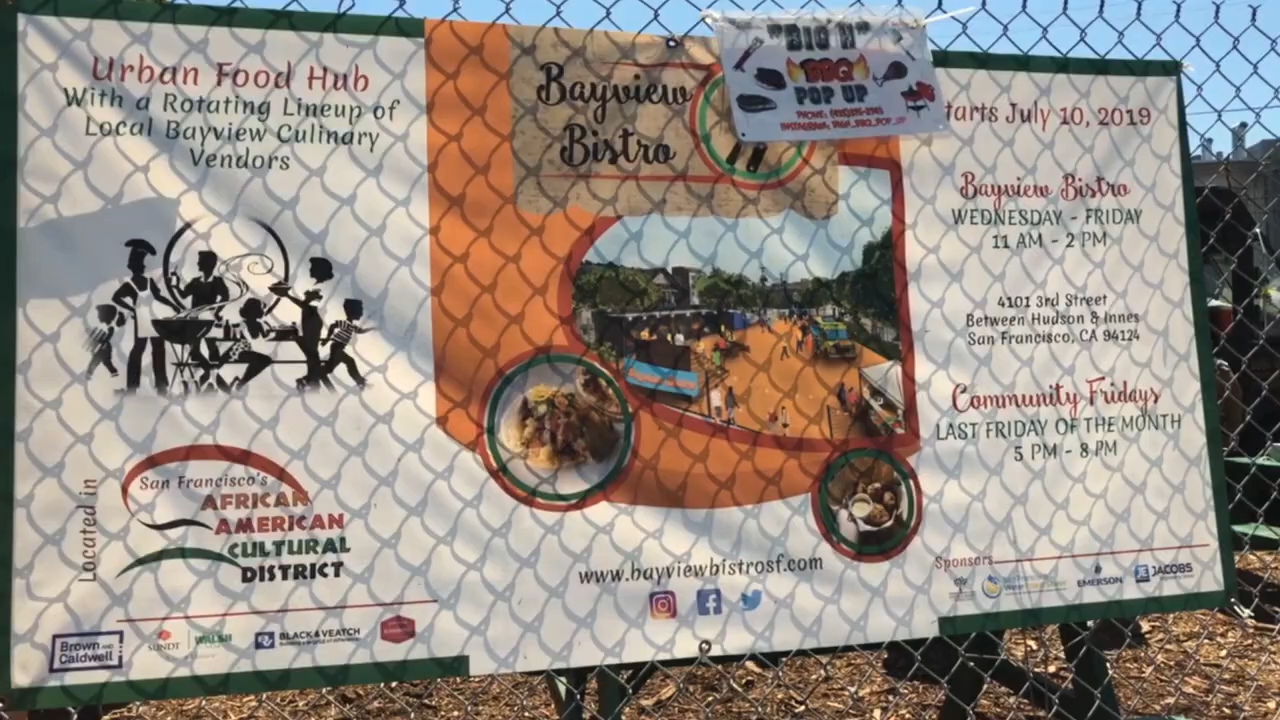 Urban Food Hub
With a Rotating Lineup of
Local Bayview Culinary
Vendors
Located in
San Francisco's
AFRICAN
AMERICAN
CULTURAL
DISTRICT
Brown AND
Caldwell
SUNDT
WALSH
BLACK & VEATCH
Bayview
Bistro
"BIG H"
BBQ
POP UP
www.bayviewbistrosf.com
tarts July 10, 2019
Bayview Bistro
WEDNESDAY - FRIDAY
11 AM - 2 PM
4101 3rd Street
Between Hudson & Innes
San Francisco, CA 94124
Community Fridays
LAST FRIDAY OF THE MONTH
5 PM - 8 PM
Sponsors
EMERSON
JACOBS